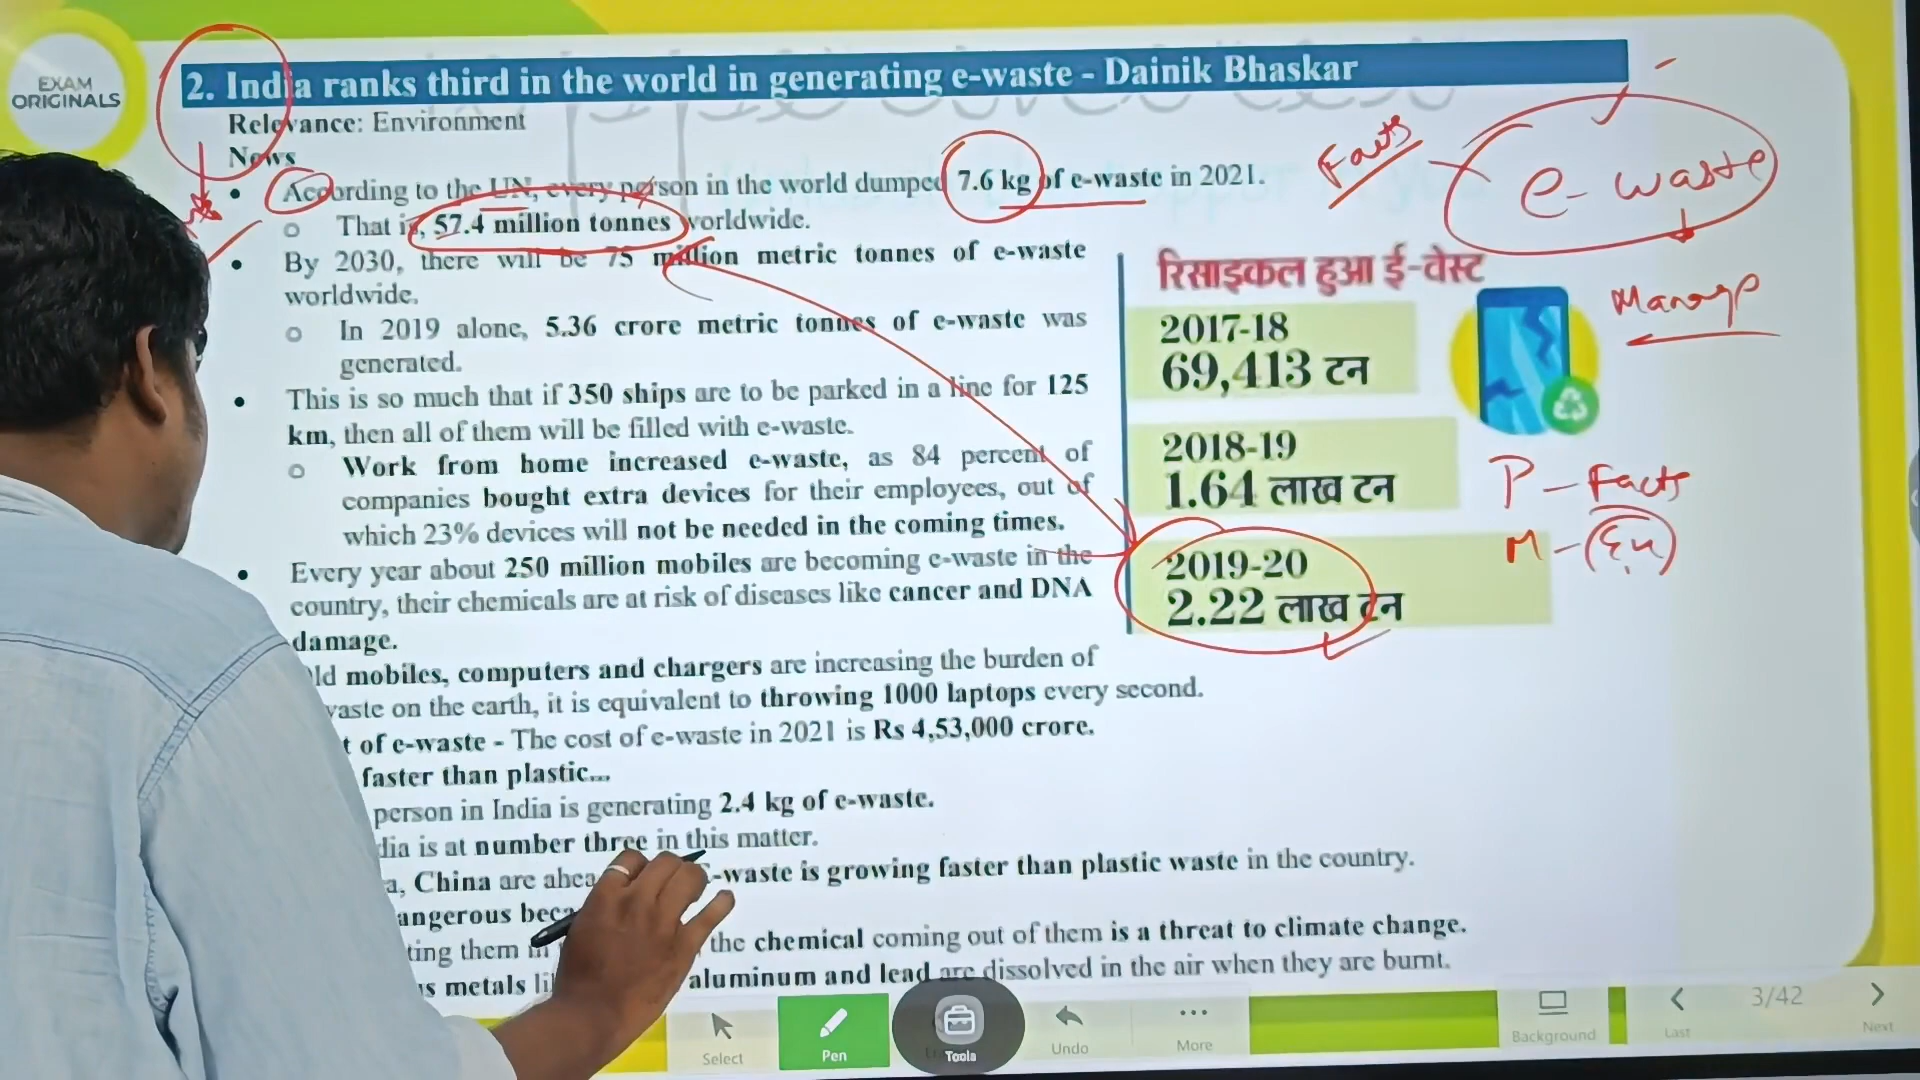 EXAM
ORIGINALS
2. India ranks third in the world in generating e-waste - Dainik Bhaskar
Relevance: Environment
News
According to the UN, every person in the world dumped 7.6 kg of e-waste in 2021.
That is, 57.4 million tonnes worldwide.
By 2030, there will be 75 million metric tonnes of e-waste
worldwide.
In 2019 alone, 5.36 crore metric tonnes of e-waste was
generated.
This is so much that if 350 ships are to be parked in a line for 125
km, then all of them will be filled with e-waste.
Work from home increased e-waste, as 84 percent of
companies bought extra devices for their employees, out of
which 23% devices will not be needed in the coming times.
Every year about 250 million mobiles are becoming e-waste in the
country, their chemicals are at risk of diseases like cancer and DNA
damage.
ld mobiles, computers and chargers are increasing the burden of
waste on the earth, it is equivalent to throwing 1000 laptops every second.
t of e-waste - The cost of e-waste in 2021 is Rs 4,53,000 crore.
faster than plastic...
person in India is generating 2.4 kg of e-waste.
dia is at number three in this matter.
a, China are ahea -waste is growing faster than plastic waste in the country.
angerous beca
ting them in the chemical coming out of them is a threat to climate change.
s metals li aluminum and lead are dissolved in the air when they are burnt.
Facts
e-waste
Manage
रिसाइकल हुआ ई-वेस्ट
2017-18
69,413 टन
2018-19
1.64 लाख टन
2019-20
2.22 लाख टन
P - Facts
M -
Select
Pen
Tools
Undo
More
Background
Last
3/42
Next